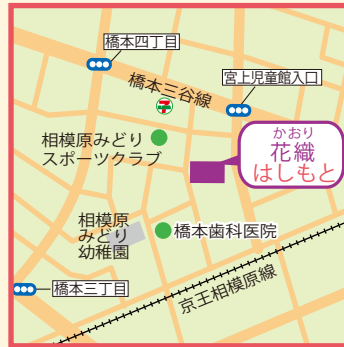 橋本四丁目
橋本三谷線
宮上児童館入口
相模原みどり
スポーツクラブ
かおり
花織
はしもと
相模原
みどり
幼稚園
橋本歯科医院
橋本三丁目
京王相模原線